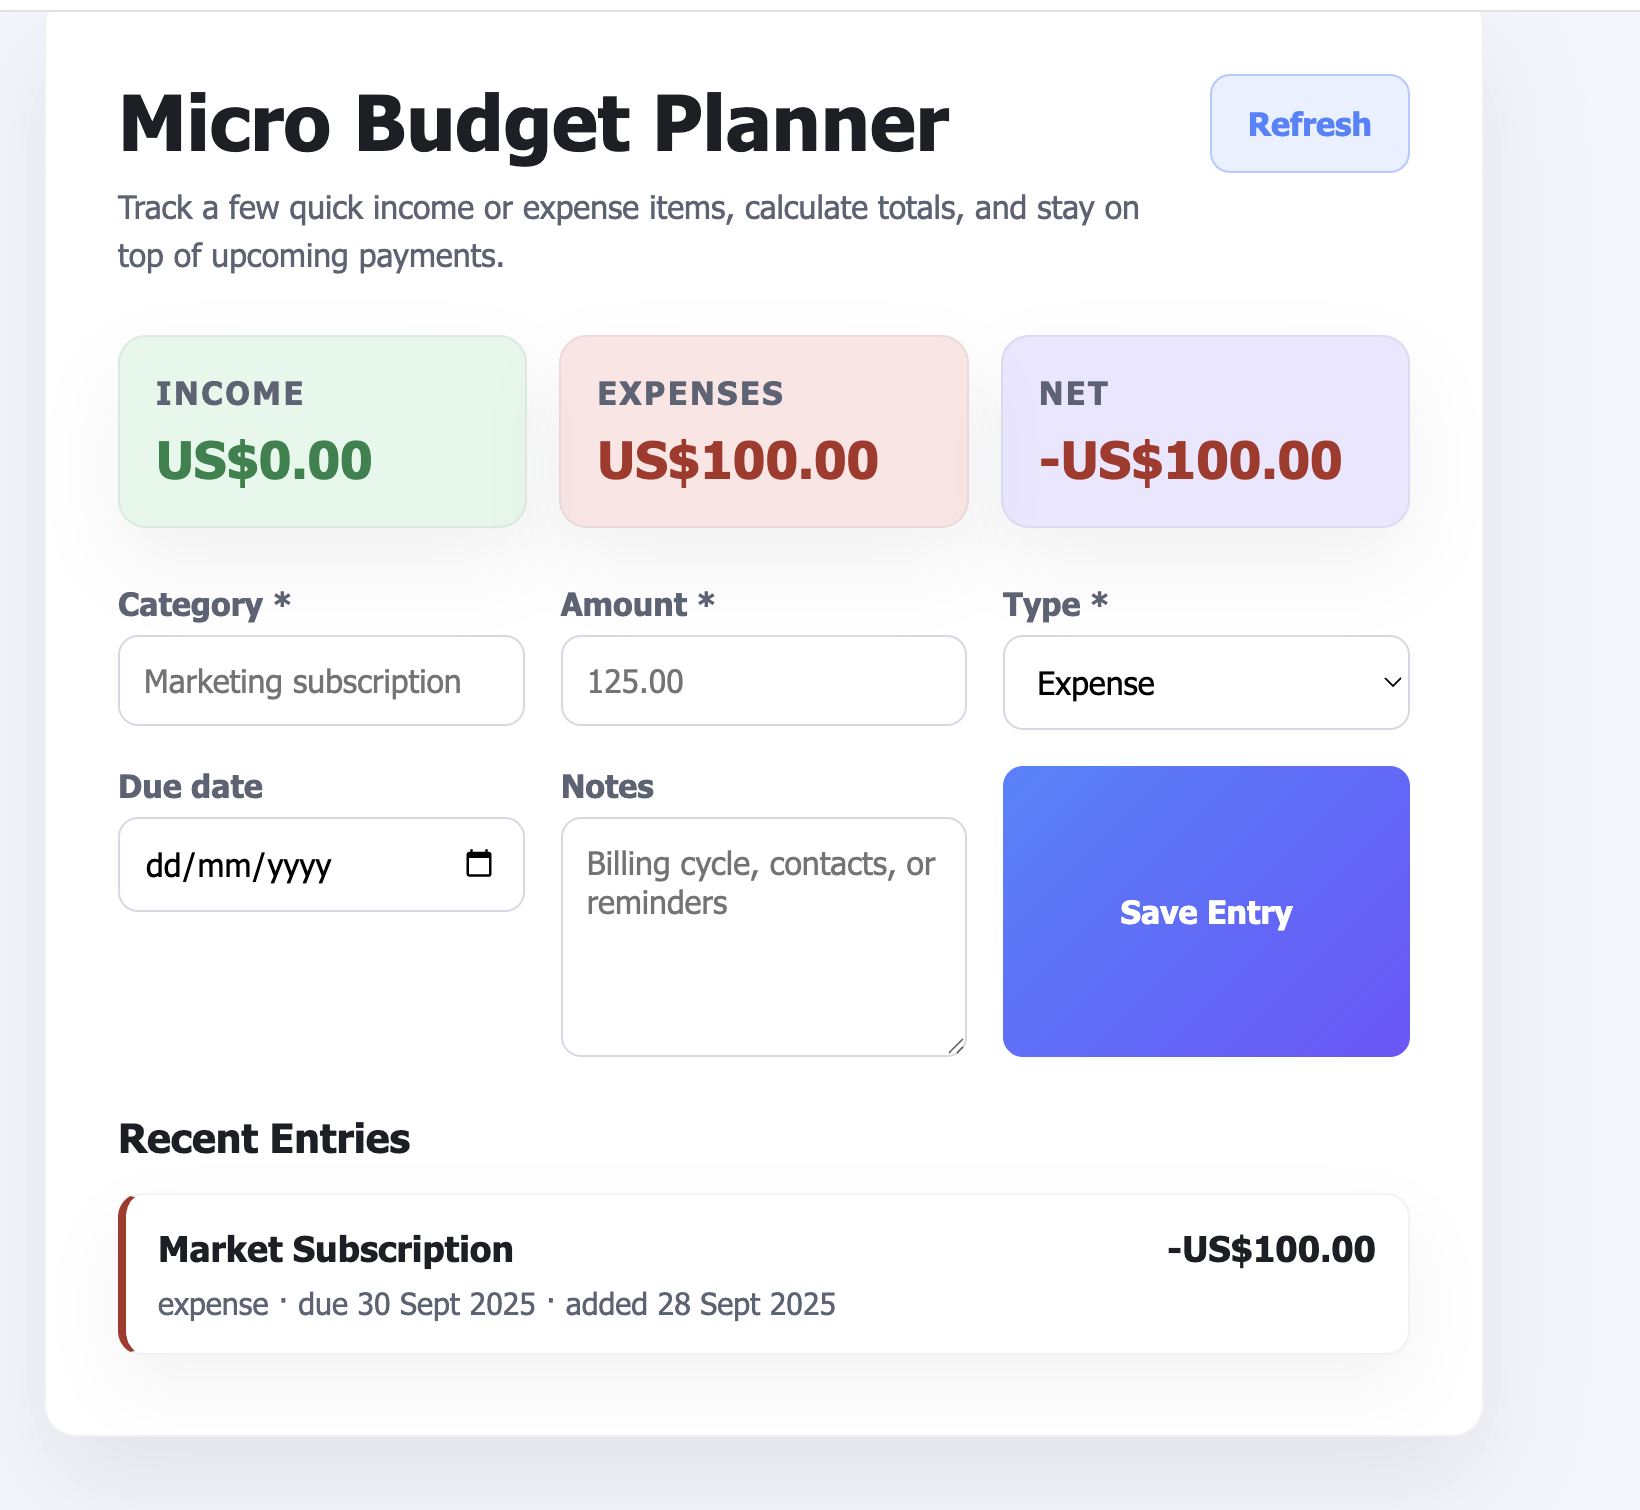 Micro Budget Planner
Refresh
Track a few quick income or expense items, calculate totals, and stay on
top of upcoming payments.
INCOME
US$0.00
EXPENSES
US$100.00
NET
-US$100.00
Category *
Marketing subscription
Amount *
125.00
Type *
Expense
Due date
dd/mm/yyyy
Notes
Billing cycle, contacts, or
reminders
Save Entry
Recent Entries
Market Subscription
-US$100.00
expense · due 30 Sept 2025 · added 28 Sept 2025